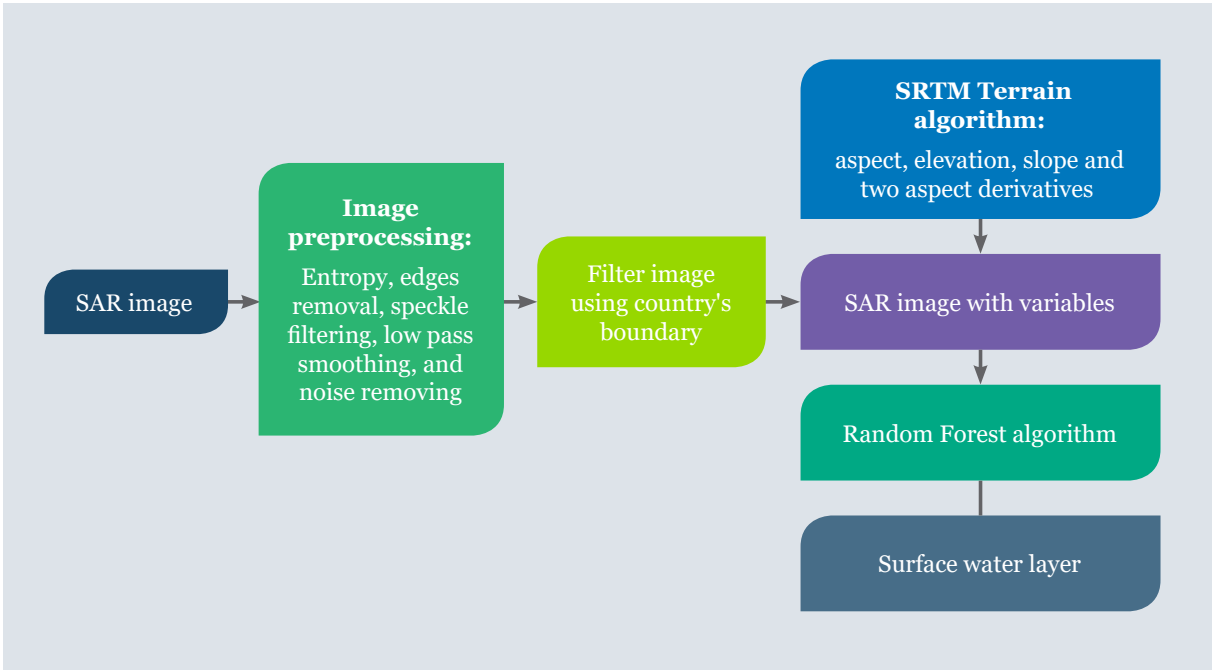 SAR image
Image
preprocessing:
Entropy, edges
removal, speckle
filtering, low pass
smoothing, and
noise removing
Filter image
using country's
boundary
SRTM Terrain
algorithm:
aspect, elevation, slope and
two aspect derivatives
SAR image with variables
Random Forest algorithm
Surface water layer